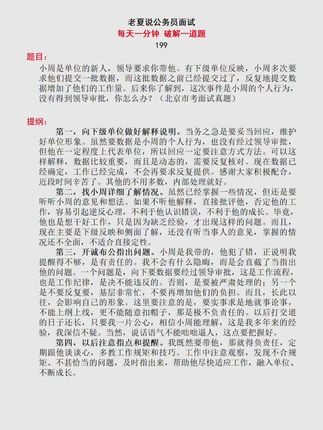 老夏说公务员面试
每天一分钟 破解一道题
199
题目：
小周是单位的新人，领导要求你带他。有下级单位反映，小周多次要
求他们提交一批数据，而这批数据之前已经提交过了，反复地提交数
据增加了他们的工作量。后来你了解到，这次事件是小周的个人行为，
没有得到领导审批，你怎么办？（北京市考面试真题）
提纲：
第一，向下级单位做好解释说明。当务之急是要妥当回应，维护
好单位形象。虽然要数据是小周的个人行为，也没有经过领导审批，
但他在一定程度上代表单位，所以回应一定要注意方式方法。可以这
样解释，数据比较重要，而且是动态的，需要反复核对。现在数据已
经确定，工作已经完成，不会再要求反复提供。感谢大家积极配合，
近段时间辛苦了。其他的不用多数，内部处理就好。
第二，找小周详细了解情况。虽然已经掌握一些情况，但还是要
听听小周的意见和想法。如果不听他解释，直接批评他，否定他的工
作，容易引起逆反心理，不利于他认识错误，不利于他的成长。毕竟，
他也是想干好工作，只是因为缺乏经验，才出现这样的问题。而且，
现在主要是下级反映和侧面了解，还没有听当事人的意见，掌握的情
况还不全面，不适合直接定性。
第三，开诚布公指出问题。小周是我带的，他犯了错，正说明我
提醒得不够，是有责任的。我不会有什么隐晦，而是会直截了当指出
他的问题。一个问题是，向下要数据要经过领导审批，这是工作流程，
也是工作纪律，是决不能违反的。否则，是要被严肃处理的；另一个
是不要反复要，基层非常忙，不要再增加他们的负担。而且，长此以
往，会影响自己的形象。这里要注意的是，要实事求是地就事论事，
不能上纲上线，更不能随意扣帽子，那是极不负责任的。以后打交道
的日子还长，只要我一片公心，相信小周能理解，这是我多年来的经
验，我深信不疑。当然，说话语气不能咄咄逼人，这点要把握好。
第四，以后注意指点和提醒。我既然要带他，那就得负责任，定
期跟他谈谈心，多教工作规矩和技巧。工作中注意观察，发现不合规
矩、不甚恰当的问题，及时指出来，帮助他尽快适应工作，融入单位、
不断成长。